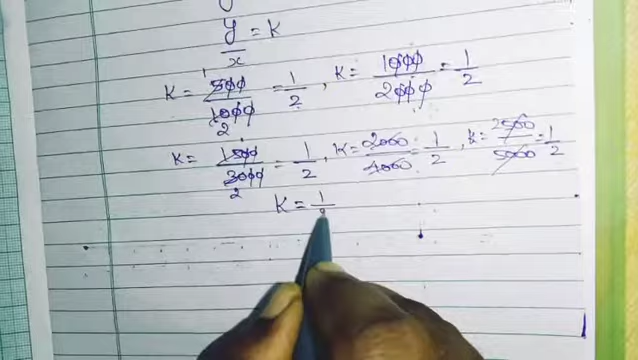 y/x = K
K = 500/1000 = 1/2, K = 1000/2000 = 1/2
K = 1500/3000 = 1/2, K = 2000/4000 = 1/2, K = 2500/5000 = 1/2
K = 1/